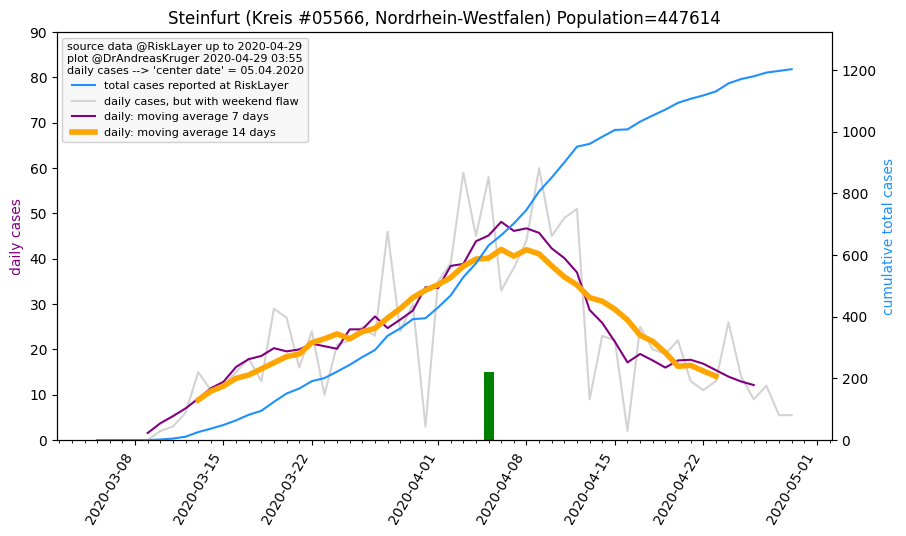 Steinfurt (Kreis #05566, Nordrhein-Westfalen) Population=447614
source data @RiskLayer up to 2020-04-29
plot @DrAndreasKruger 2020-04-29 03:55
daily cases --> 'center date' = 05.04.2020
total cases reported at RiskLayer
daily cases, but with weekend flaw
daily: moving average 7 days
daily: moving average 14 days
daily cases
90
80
70
60
50
40
30
20
10
0
cumulative total cases
1200
1000
800
600
400
200
0
2020-03-08
2020-03-15
2020-03-22
2020-04-01
2020-04-08
2020-04-15
2020-04-22
2020-05-01